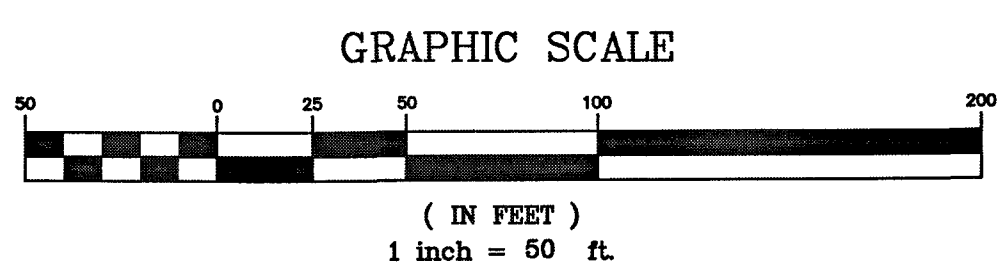 GRAPHIC SCALE
50 0 25 50 100 200
( IN FEET )
1 inch = 50 ft.